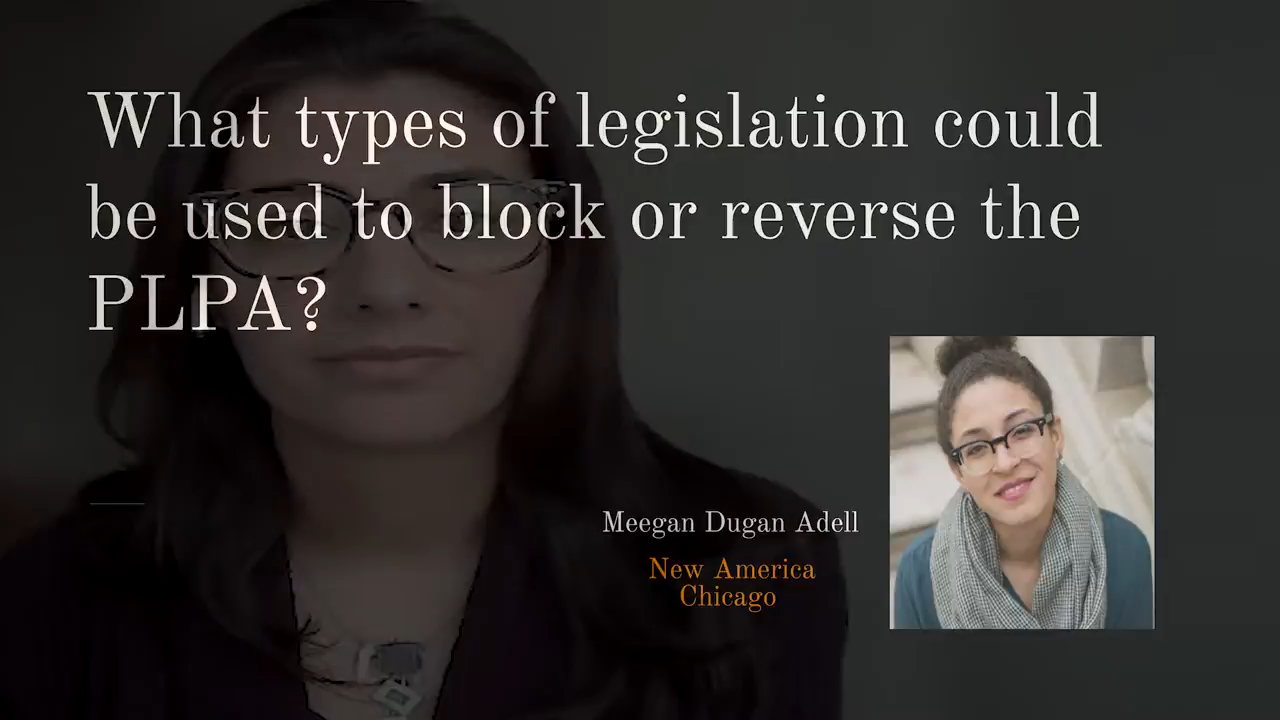 What types of legislation could
be used to block or reverse the
PLPA?
Meegan Dugan Adell
New America
Chicago